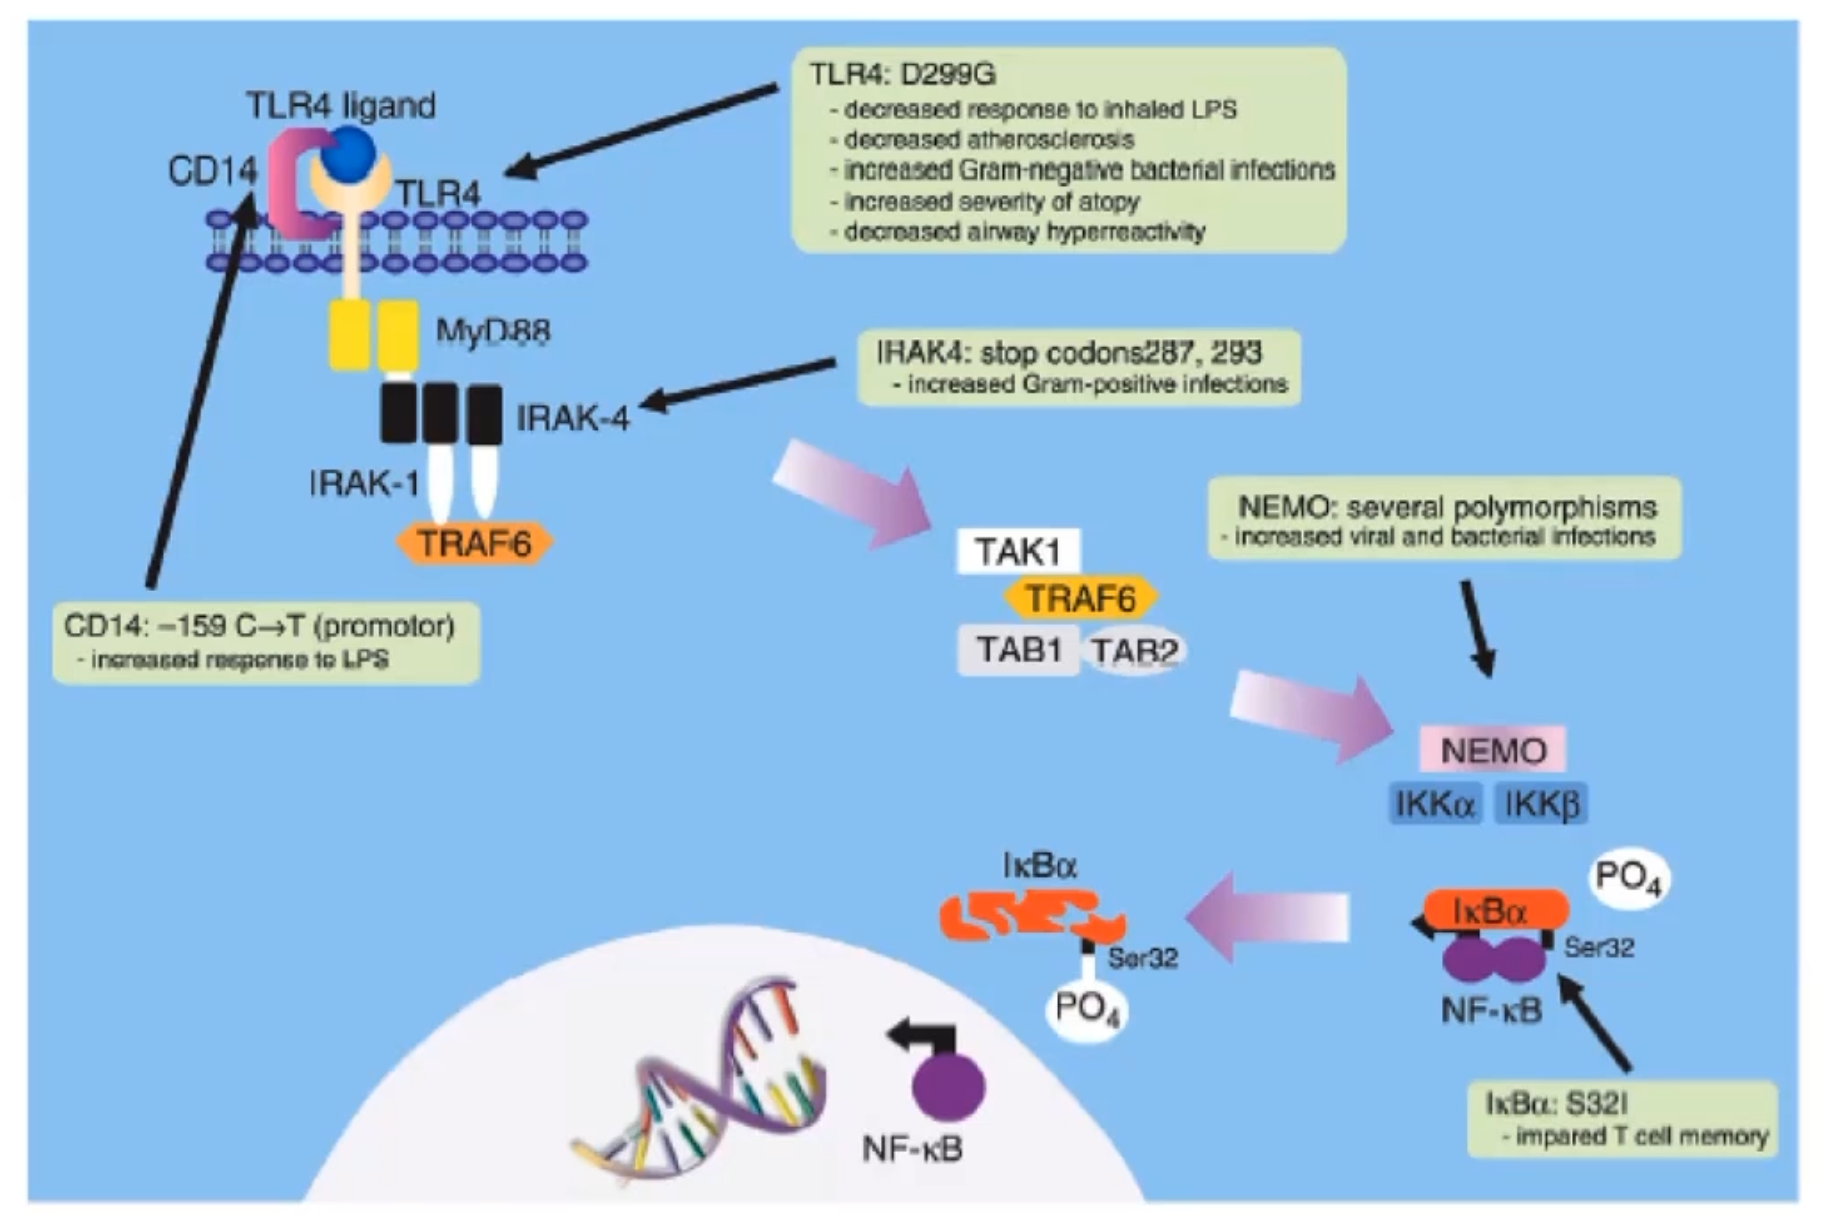 TLR4 ligand
CD14
TLR4
MyD88
IRAK-4
IRAK-1
TRAF6
CD14: –159 C→T (promotor)
- increased response to LPS
TLR4: D299G
- decreased response to inhaled LPS
- decreased atherosclerosis
- increased Gram-negative bacterial infections
- increased severity of atopy
- decreased airway hyperreactivity
IRAK4: stop codons287, 293
- increased Gram-positive infections
TAK1
TRAF6
TAB1 TAB2
NEMO: several polymorphisms
- increased viral and bacterial infections
NEMO
IKKα IKKβ
PO4
IκBα
Ser32
NF-κB
IκBα: S32I
- impared T cell memory
IκBα
Ser32
PO4
NF-κB